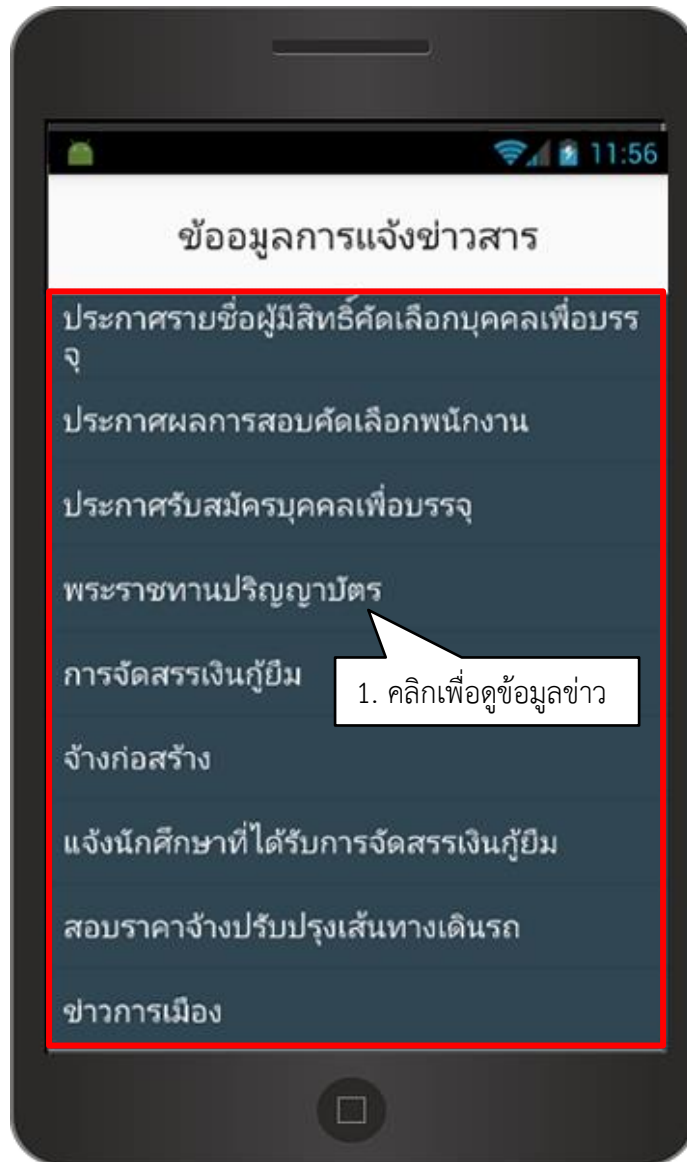 11:56
ข้ออมูลการแจ้งข่าวสาร
ประกาศรายชื่อผู้มีสิทธิ์คัดเลือกบุคคลเพื่อบรร
จุ
ประกาศผลการสอบคัดเลือกพนักงาน
ประกาศรับสมัครบุคคลเพื่อบรรจุ
พระราชทานปริญญาบัตร
การจัดสรรเงินกู้ยืม
1. คลิกเพื่อดูข้อมูลข่าว
จ้างก่อสร้าง
แจ้งนักศึกษาที่ได้รับการจัดสรรเงินกู้ยืม
สอบราคาจ้างปรับปรุงเส้นทางเดินรถ
ข่าวการเมือง